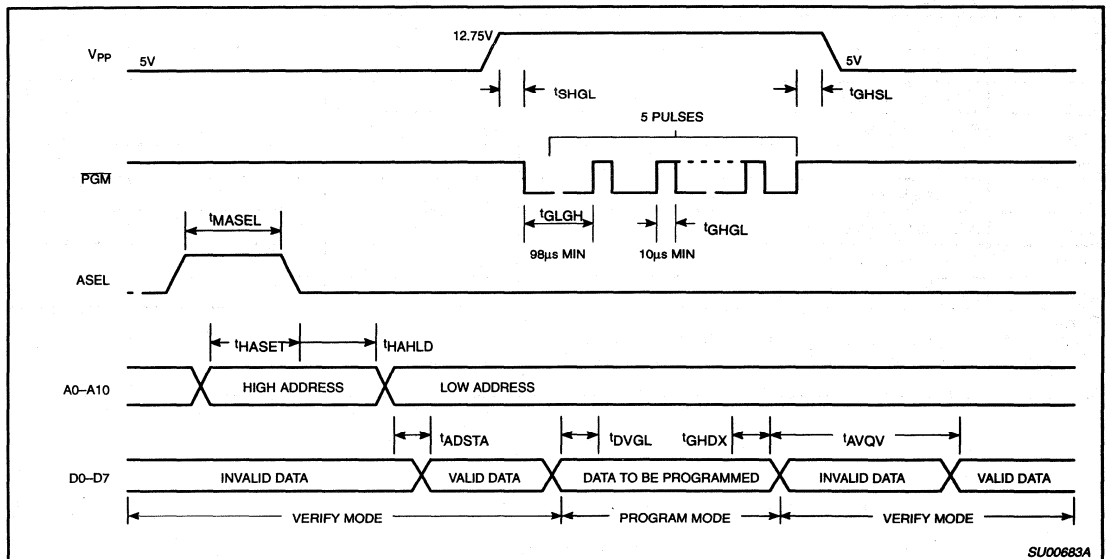 VPP
5V
12.75V
5V
tSHGL
tGHSL
5 PULSES
PGM
tMASEL
tGLGH
tGHGL
98µs MIN
10µs MIN
ASEL
tHASET
tHAHLD
A0–A10
HIGH ADDRESS
LOW ADDRESS
tADSTA
tDVGL
tGHDX
tAVQV
D0–D7
INVALID DATA
VALID DATA
DATA TO BE PROGRAMMED
INVALID DATA
VALID DATA
VERIFY MODE
PROGRAM MODE
VERIFY MODE
SU00683A